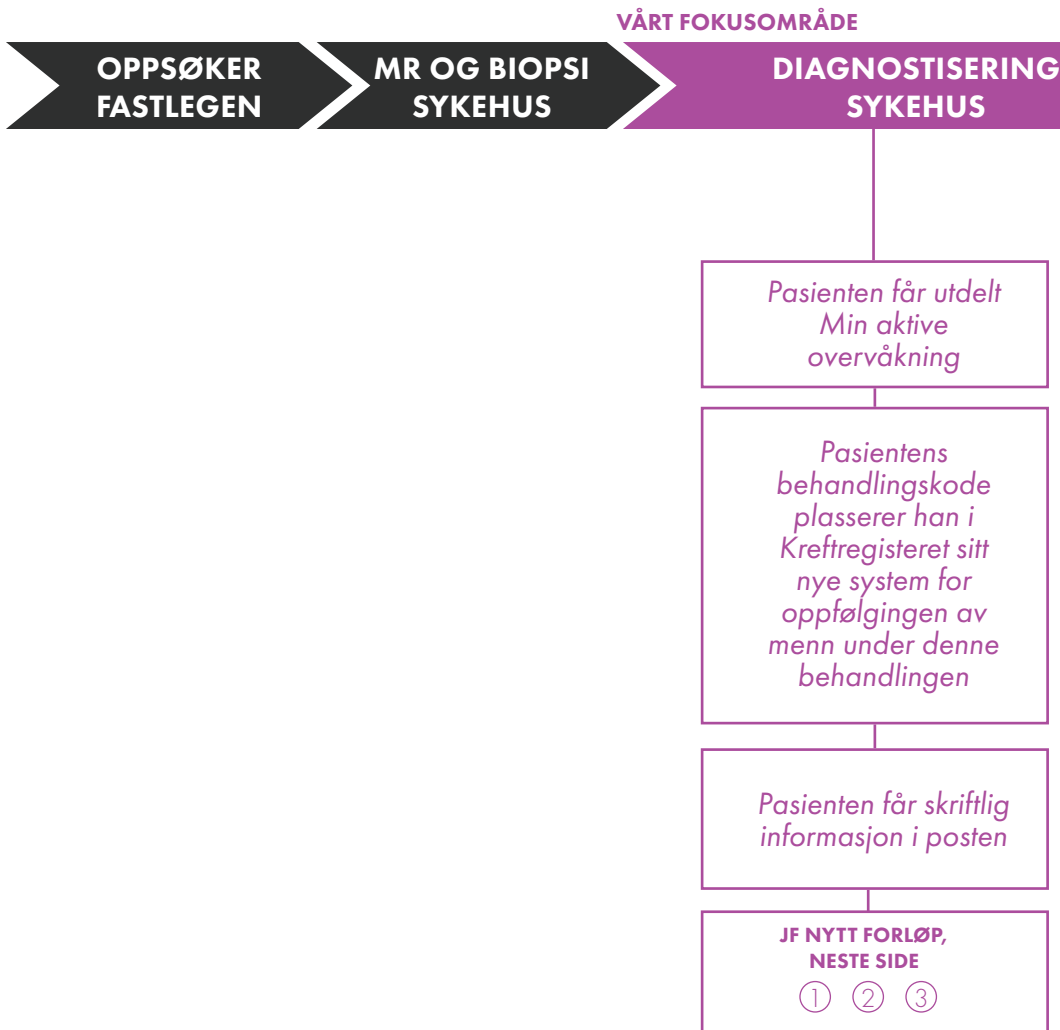 VÅRT FOKUSOMRÅDE
OPPSØKER
FASTLEGEN
MR OG BIOPSI
SYKEHUS
DIAGNOSTISERING
SYKEHUS
Pasienten får utdelt
Min aktive
overvåkning
Pasientens
behandlingskode
plasserer han i
Kreftregisteret sitt
nye system for
oppfølgingen av
menn under denne
behandlingen
Pasienten får skriftlig
informasjon i posten
JF NYTT FORLØP,
NESTE SIDE
1 2 3